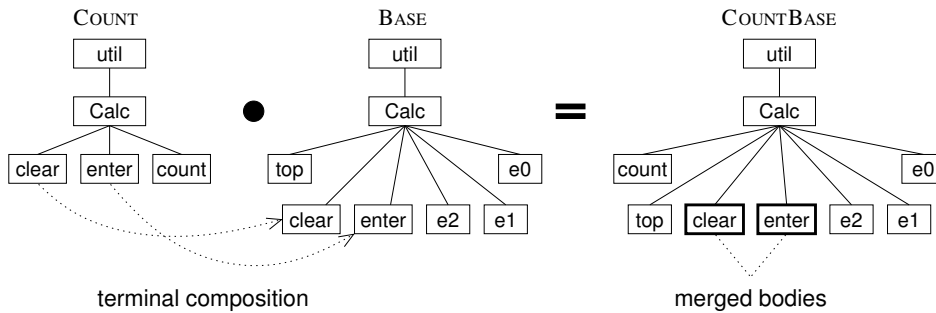 COUNT BASE COUNTBASE
util util util
Calc ● Calc = Calc
clear enter count top e0 count e0
clear enter e2 e1 top clear enter e2 e1
terminal composition merged bodies